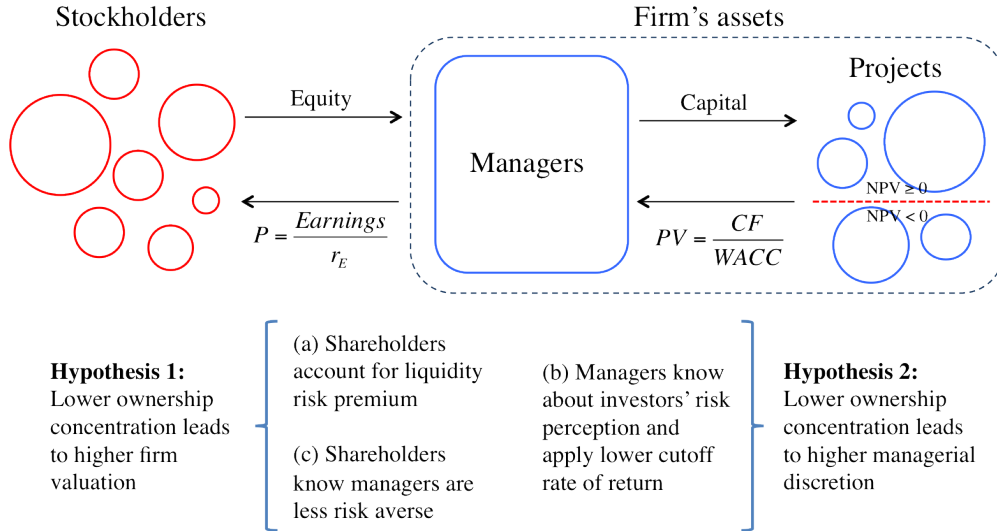 Stockholders
Firm's assets
Projects
Equity
Capital
Managers
NPV ≥ 0
NPV < 0
P = Earnings / r_E
PV = CF / WACC
Hypothesis 1:
Lower ownership
concentration leads
to higher firm
valuation
(a) Shareholders
account for liquidity
risk premium
(c) Shareholders
know managers are
less risk averse
(b) Managers know
about investors' risk
perception and
apply lower cutoff
rate of return
Hypothesis 2:
Lower ownership
concentration leads
to higher managerial
discretion